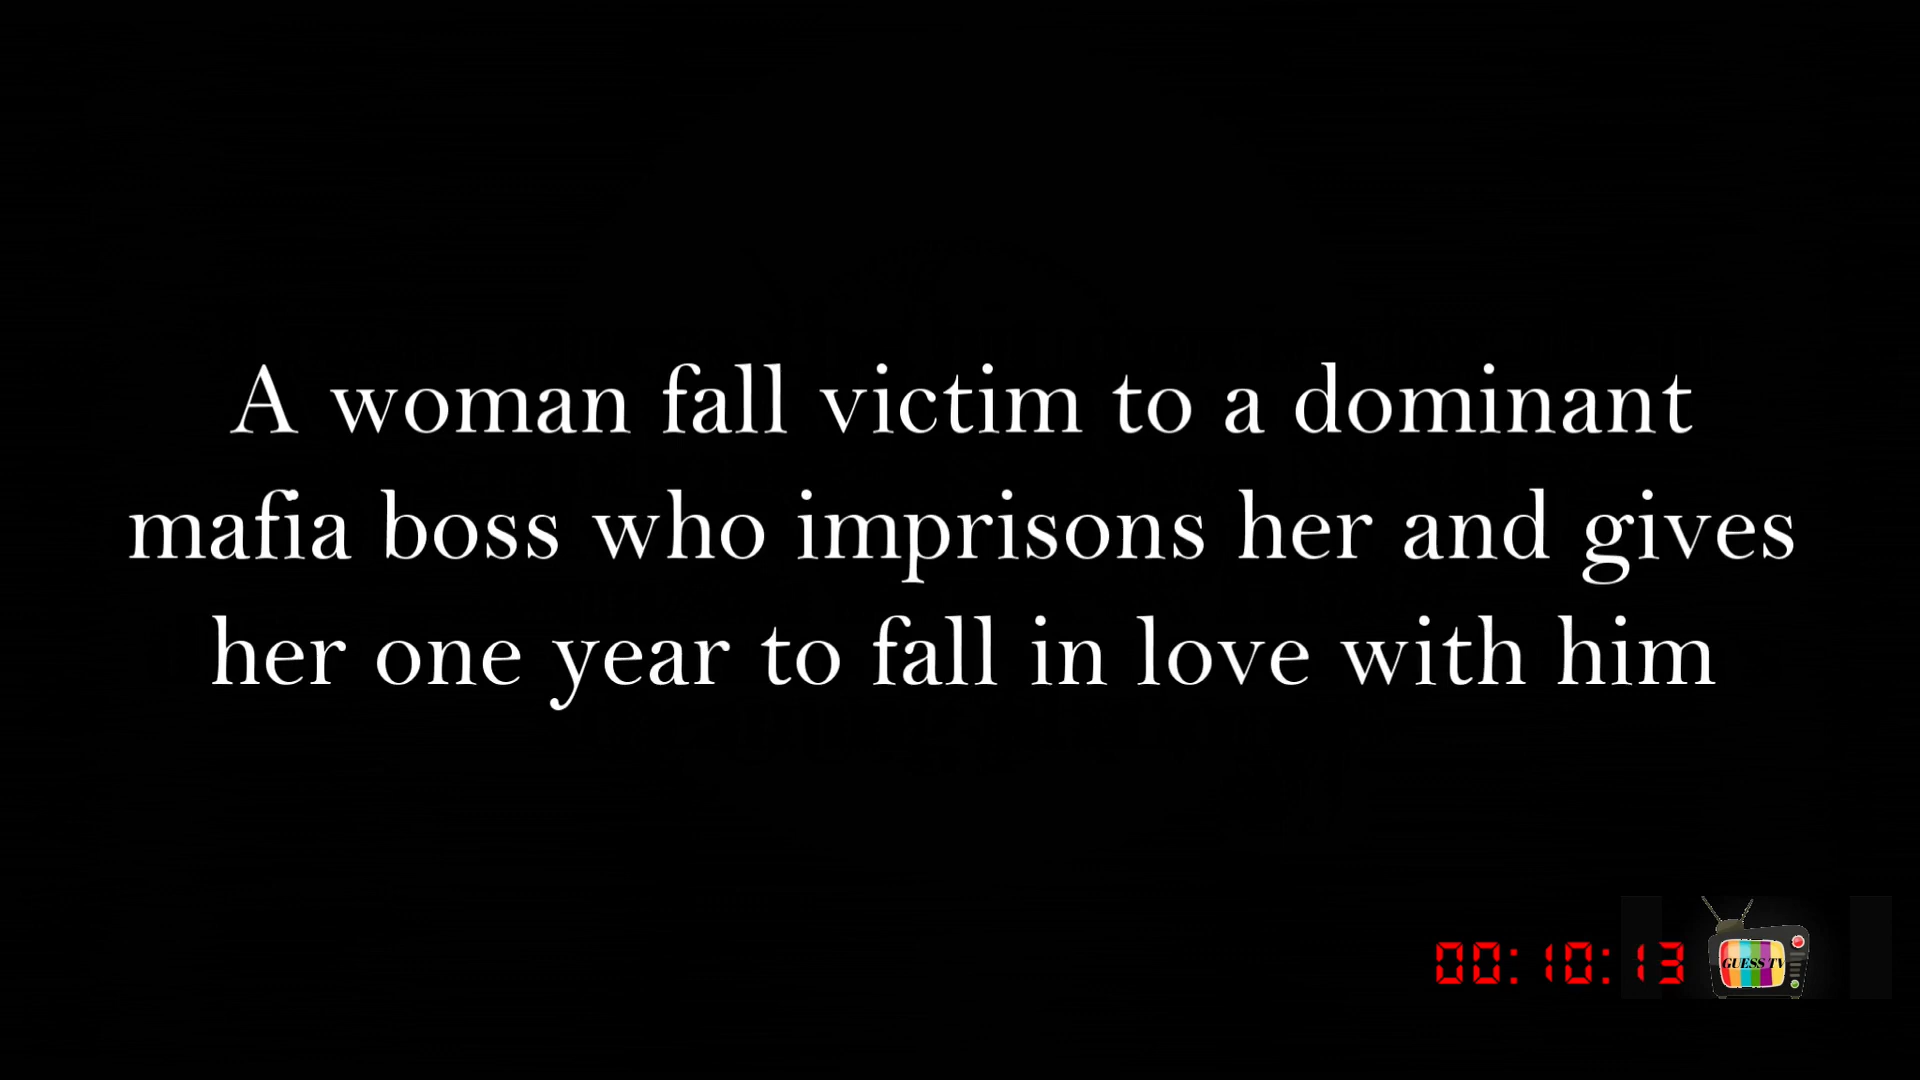 A woman fall victim to a dominant
mafia boss who imprisons her and gives
her one year to fall in love with him
00:10:13
GUESS TV